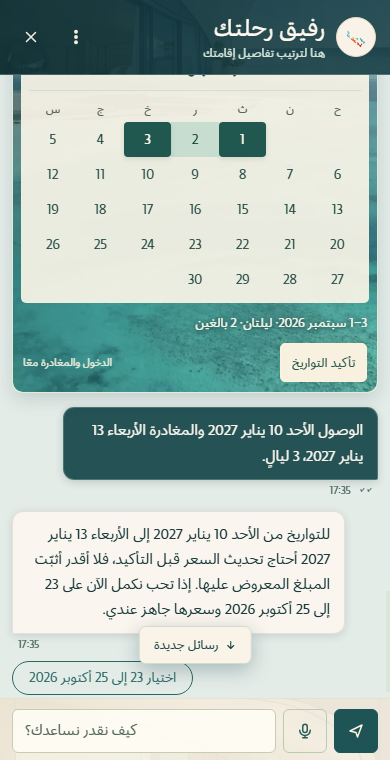 رفيق رحلتك
هنا لترتيب تفاصيل إقامتك
ح ن ث ر خ ج س
1 2 3 4 5
6 7 8 9 10 11 12
13 14 15 16 17 18 19
20 21 22 23 24 25 26
27 28 29 30
1–3 سبتمبر 2026 · ليلتان · 2 بالغين
تأكيد التواريخ
الدخول والمغادرة معًا
الوصول الأحد 10 يناير 2027 والمغادرة الأربعاء 13
يناير 2027، 3 ليالٍ.
17:35
للتواريخ من الأحد 10 يناير 2027 إلى الأربعاء 13 يناير
2027 أحتاج تحديث السعر قبل التأكيد، فلا أقدر أثبّت
المبلغ المعروض عليها. إذا تحب نكمل الآن على 23
إلى 25 أكتوبر 2026 وسعرها جاهز عندي.
17:35
رسائل جديدة
اختيار 23 إلى 25 أكتوبر 2026
كيف نقدر نساعدك؟